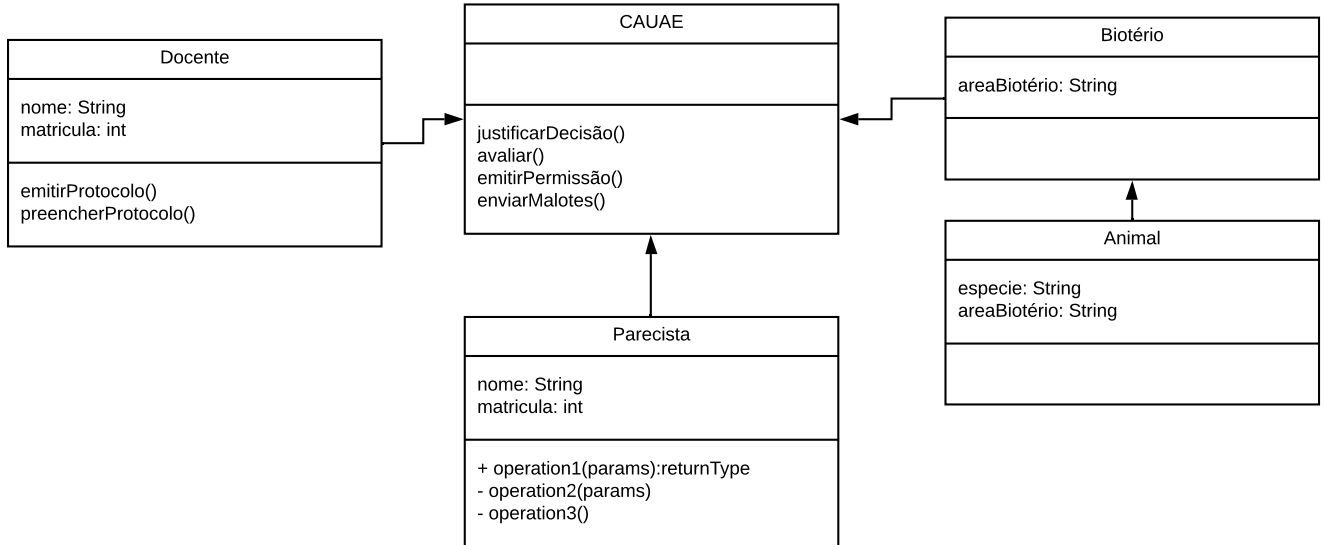 Docente
nome: String
matricula: int
emitirProtocolo()
preencherProtocolo()
CAUAE
justificarDecisão()
avaliar()
emitirPermissão()
enviarMalotes()
Biotério
areaBiotério: String
Animal
especie: String
areaBiotério: String
Parecista
nome: String
matricula: int
+ operation1(params):returnType
- operation2(params)
- operation3()